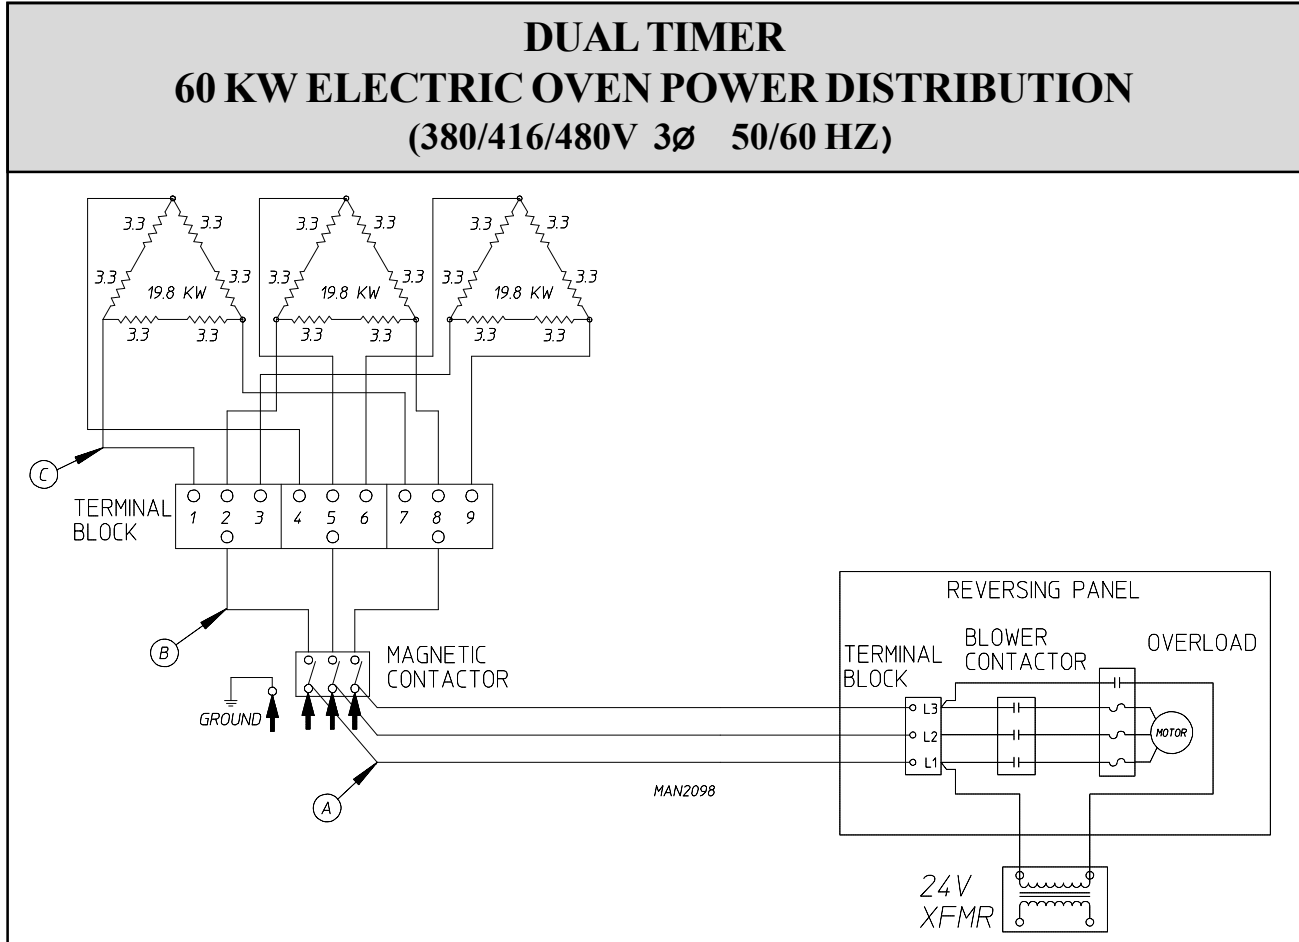 DUAL TIMER
60 KW ELECTRIC OVEN POWER DISTRIBUTION
(380/416/480V 3Ø 50/60 HZ)
3.3 3.3 3.3 3.3 3.3 3.3
3.3 3.3 3.3 3.3 3.3 3.3
19.8 KW 19.8 KW 19.8 KW
3.3 3.3 3.3 3.3 3.3 3.3
C
TERMINAL
BLOCK
1 2 3 4 5 6 7 8 9
B
MAGNETIC
CONTACTOR
GROUND
A
MAN2098
REVERSING PANEL
TERMINAL
BLOCK
BLOWER
CONTACTOR
OVERLOAD
L3
L2
L1
MOTOR
24V
XFMR